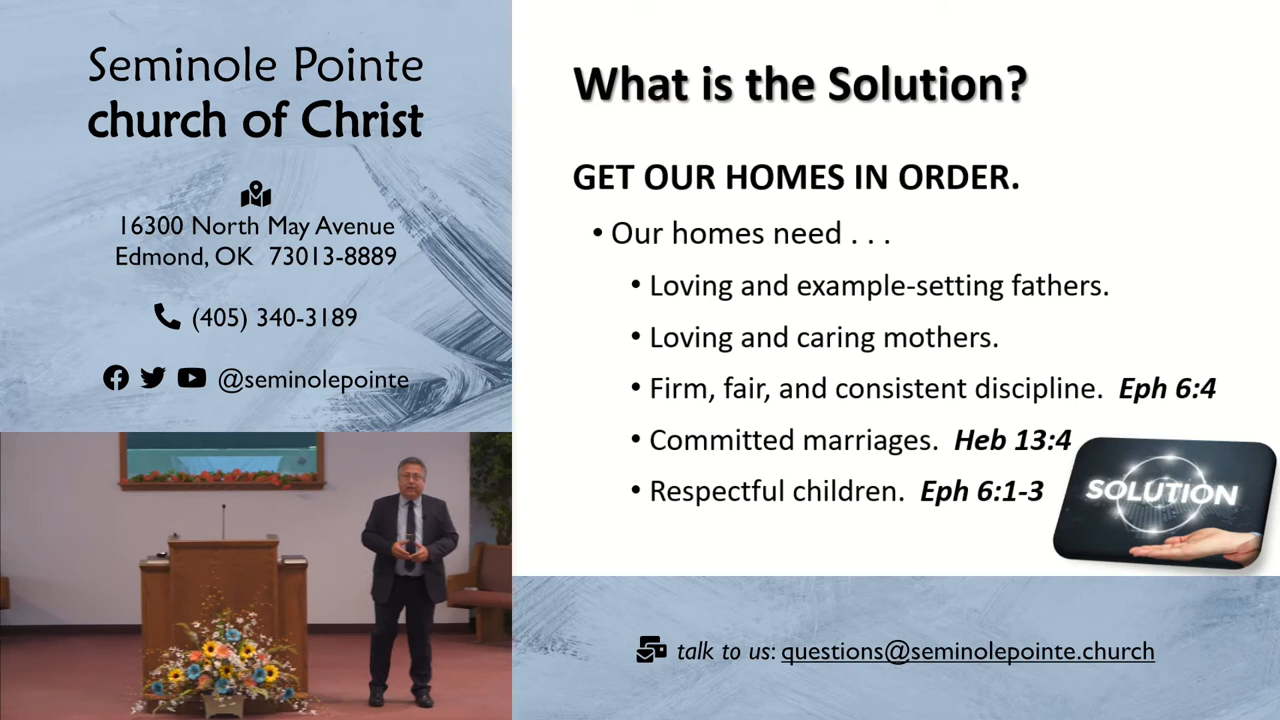 Seminole Pointe
church of Christ
16300 North May Avenue
Edmond, OK 73013-8889
(405) 340-3189
@seminolepointe
What is the Solution?
GET OUR HOMES IN ORDER.
• Our homes need . . .
• Loving and example-setting fathers.
• Loving and caring mothers.
• Firm, fair, and consistent discipline. Eph 6:4
• Committed marriages. Heb 13:4
• Respectful children. Eph 6:1-3
SOLUTION
talk to us: questions@seminolepointe.church